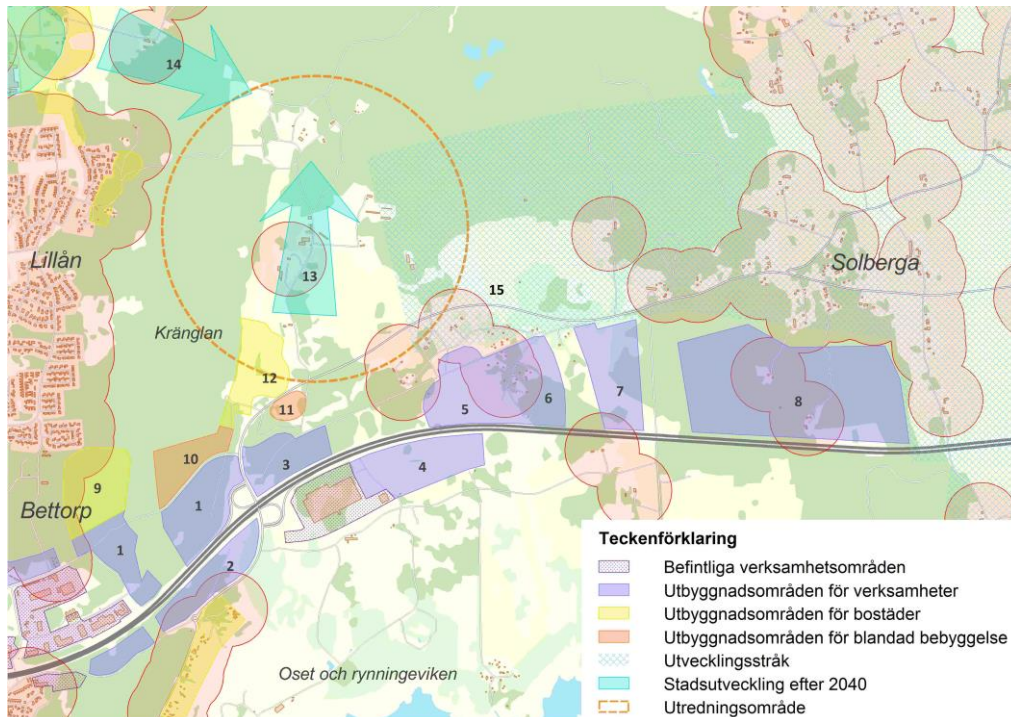 14
Lillån
13
15
Solberga
Kränglan
12
11
5
6
7
8
10
3
4
9
1
Bettorp
1
2
Oset och rynningeviken
Teckenförklaring
Befintliga verksamhetsområden
Utbyggnadsområden för verksamheter
Utbyggnadsområden för bostäder
Utbyggnadsområden för blandad bebyggelse
Utvecklingsstråk
Stadsutveckling efter 2040
Utredningsområde